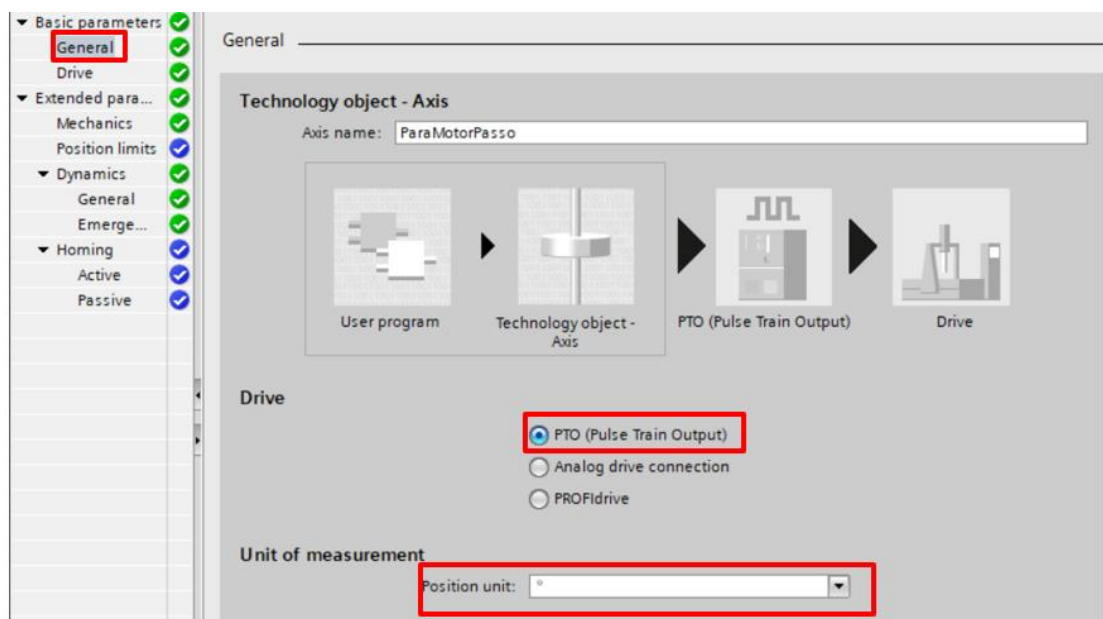 Basic parameters
General
Drive
Extended para...
Mechanics
Position limits
Dynamics
General
Emerge...
Homing
Active
Passive
General
Technology object - Axis
Axis name: ParaMotorPasso
User program
Technology object -
Axis
PTO (Pulse Train Output)
Drive
Drive
PTO (Pulse Train Output)
Analog drive connection
PROFIdrive
Unit of measurement
Position unit: °